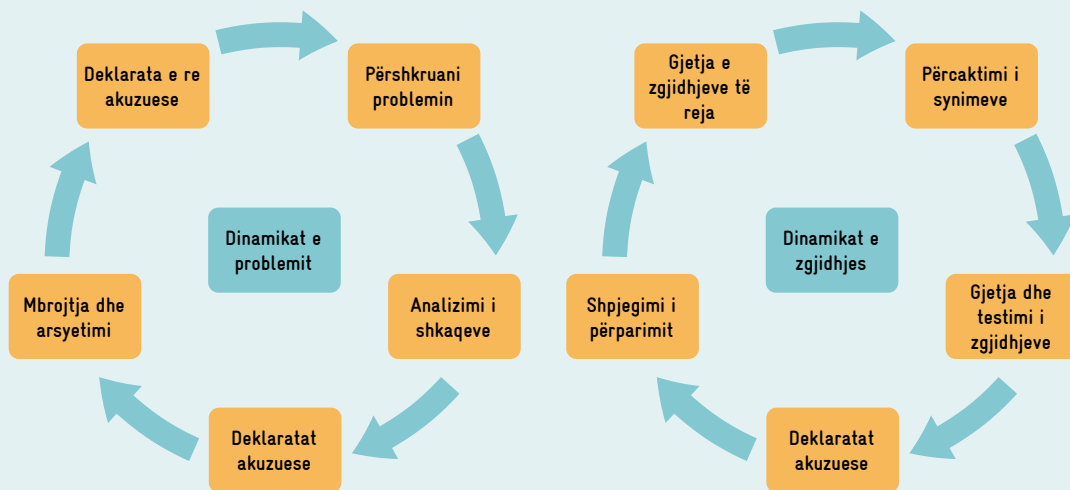 Deklarata e re
akuzuese
Përshkruani
problemin
Analizimi i
shkaqeve
Deklaratat
akuzuese
Mbrojtja dhe
arsyetimi
Dinamikat e
problemit
Gjetja e
zgjidhjeve të
reja
Përcaktimi i
synimeve
Gjetja dhe
testimi i
zgjidhjeve
Deklaratat
akuzuese
Shpjegimi i
përparimit
Dinamikat e
zgjidhjes